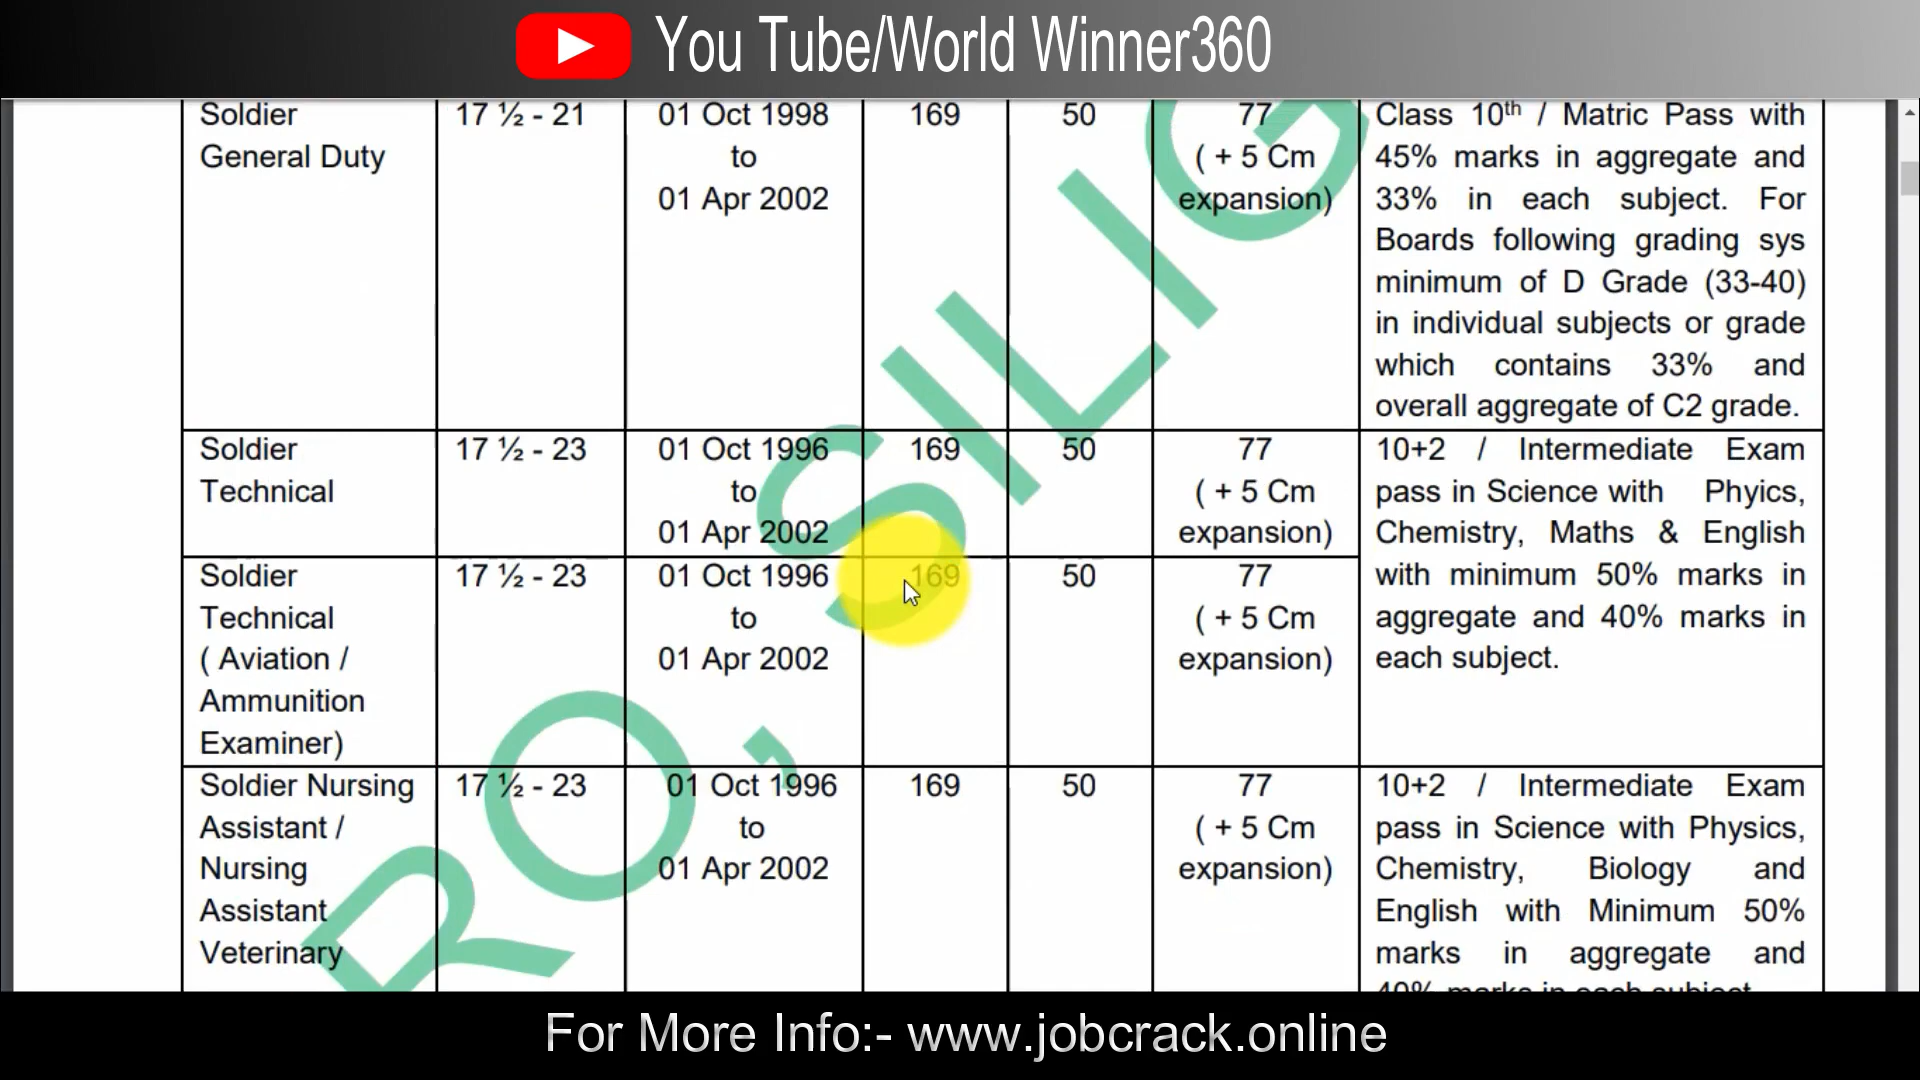 You Tube/World Winner360
Soldier
General Duty
17 ½ - 21
01 Oct 1998
to
01 Apr 2002
169
50
77
( + 5 Cm
expansion)
Class 10th / Matric Pass with
45% marks in aggregate and
33% in each subject. For
Boards following grading sys
minimum of D Grade (33-40)
in individual subjects or grade
which contains 33% and
overall aggregate of C2 grade.
Soldier
Technical
17 ½ - 23
01 Oct 1996
to
01 Apr 2002
169
50
77
( + 5 Cm
expansion)
10+2 / Intermediate Exam
pass in Science with Phyics,
Chemistry, Maths & English
with minimum 50% marks in
aggregate and 40% marks in
each subject.
Soldier
Technical
( Aviation /
Ammunition
Examiner)
17 ½ - 23
01 Oct 1996
to
01 Apr 2002
169
50
77
( + 5 Cm
expansion)
Soldier Nursing
Assistant /
Nursing
Assistant
Veterinary
17 ½ - 23
01 Oct 1996
to
01 Apr 2002
169
50
77
( + 5 Cm
expansion)
10+2 / Intermediate Exam
pass in Science with Physics,
Chemistry, Biology and
English with Minimum 50%
marks in aggregate and
40% marks in each subject
RO, SILIG
For More Info:- www.jobcrack.online